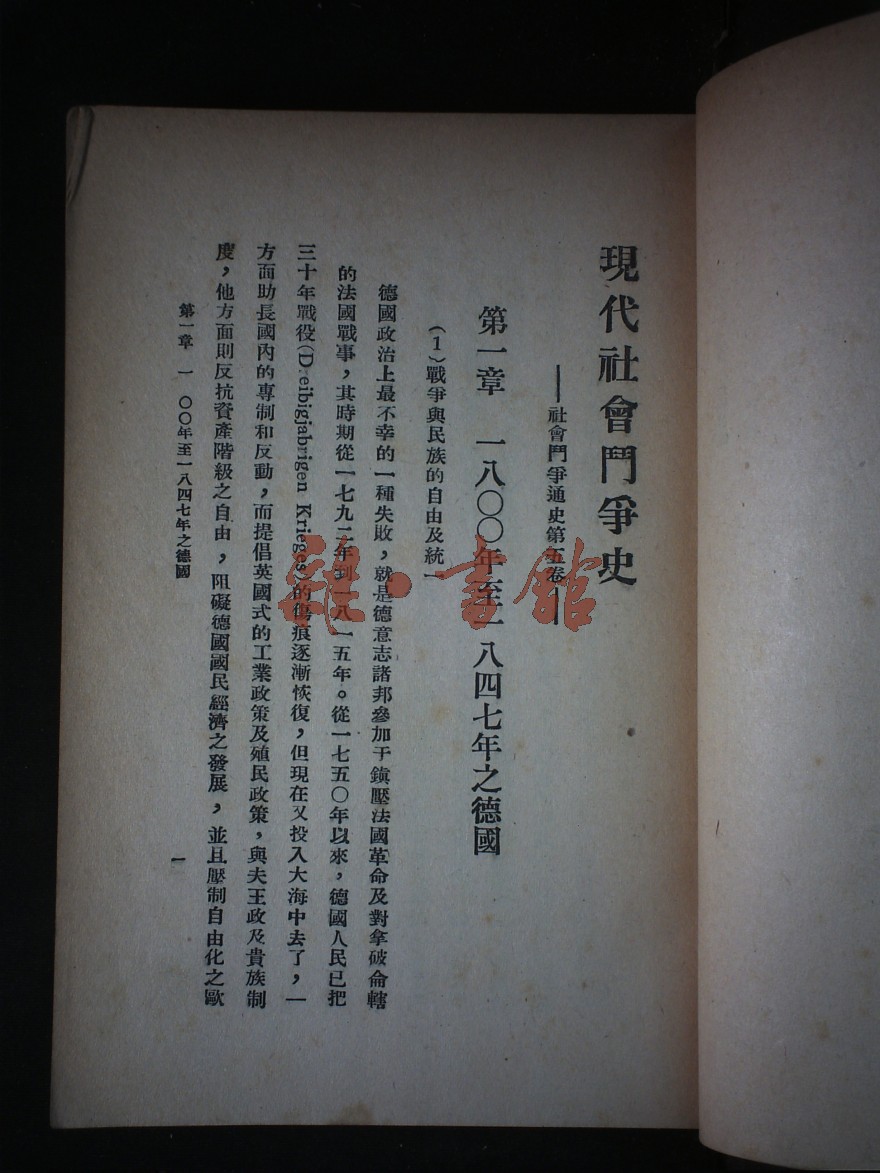 現代社會鬥爭史
——社會鬥爭通史第五卷——
第一章 一八〇〇年至一八四七年之德國
(1)戰爭與民族的自由及統一
德國政治上最不幸的一種失敗，就是德意志諸邦參加于鎮壓法國革命及對拿破侖轄
的法國戰事，其時期從一七九二年到一八一五年。從一七五〇年以來，德國人民已把
三十年戰役(D.eibigjabrigen Krieges)的傷痕逐漸恢復，但現在又投入大海中去了，一
方面助長國內的專制和反動，而提倡英國式的工業政策及殖民政策，與夫王政及貴族制
度，他方面則反抗資產階級之自由，阻礙德國國民經濟之發展，並且壓制自由化之歐
第一章 一 〇〇年至一八四七年之德國
一
雜·書館